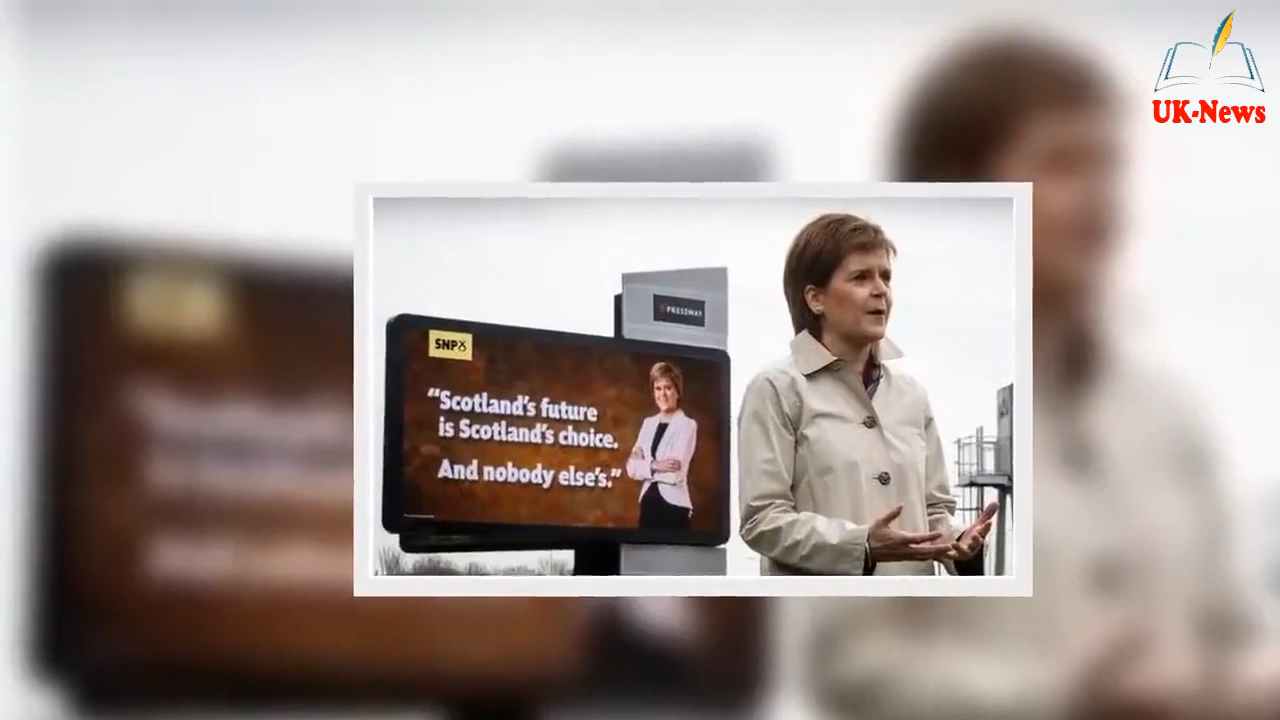 UK-News
PRESSWAY
SNP
“Scotland’s future
is Scotland’s choice.
And nobody else’s.”